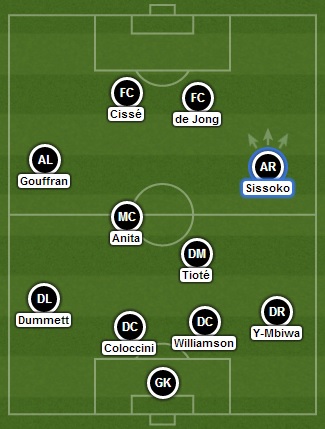 FC
Cissé
FC
de Jong
AL
Gouffran
AR
Sissoko
MC
Anita
DM
Tioté
DL
Dummett
DC
Coloccini
DC
Williamson
DR
Y-Mbiwa
GK